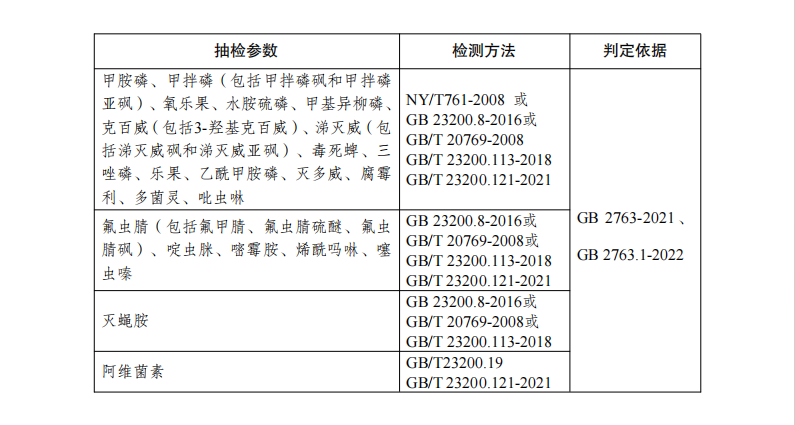 抽检参数 检测方法 判定依据
甲胺磷、甲拌磷（包括甲拌磷砜和甲拌磷
亚砜）、氧乐果、水胺硫磷、甲基异柳磷、
克百威（包括3-羟基克百威）、涕灭威（包
括涕灭威砜和涕灭威亚砜）、毒死蜱、三
唑磷、乐果、乙酰甲胺磷、灭多威、腐霉
利、多菌灵、吡虫啉
NY/T761-2008 或
GB 23200.8-2016或
GB/T 20769-2008
GB/T 23200.113-2018
GB/T 23200.121-2021
氟虫腈（包括氟甲腈、氟虫腈硫醚、氟虫
腈砜）、啶虫脒、嘧霉胺、烯酰吗啉、噻
虫嗪
GB 23200.8-2016或
GB/T 20769-2008或
GB/T 23200.113-2018
GB/T 23200.121-2021
灭蝇胺
GB 23200.8-2016或
GB/T 20769-2008或
GB/T 23200.113-2018
阿维菌素
GB/T23200.19
GB/T 23200.121-2021
GB 2763-2021 、
GB 2763.1-2022